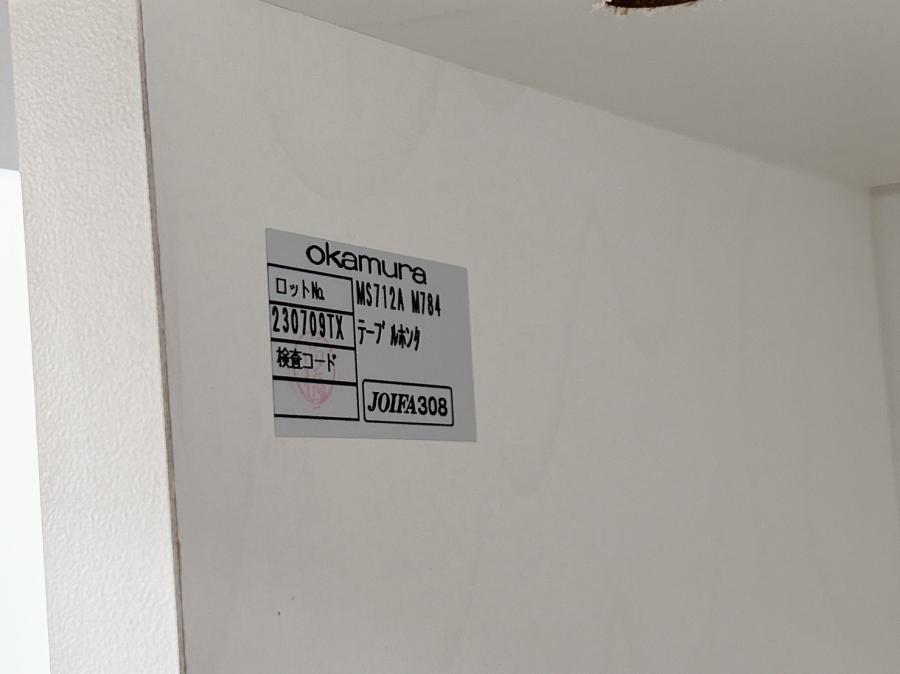 okamura
ロットNo.
MS712A M784
230709TX
テーブルホンタ
検査コード
JOIFA308